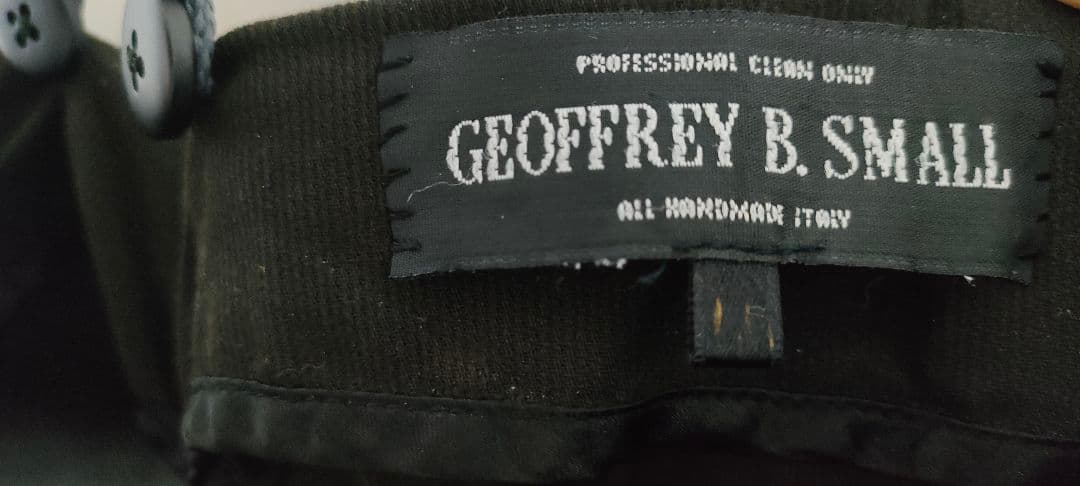 PROFESSIONAL CLEAN ONLY
GEOFFREY B. SMALL
ALL HANDMADE ITALY